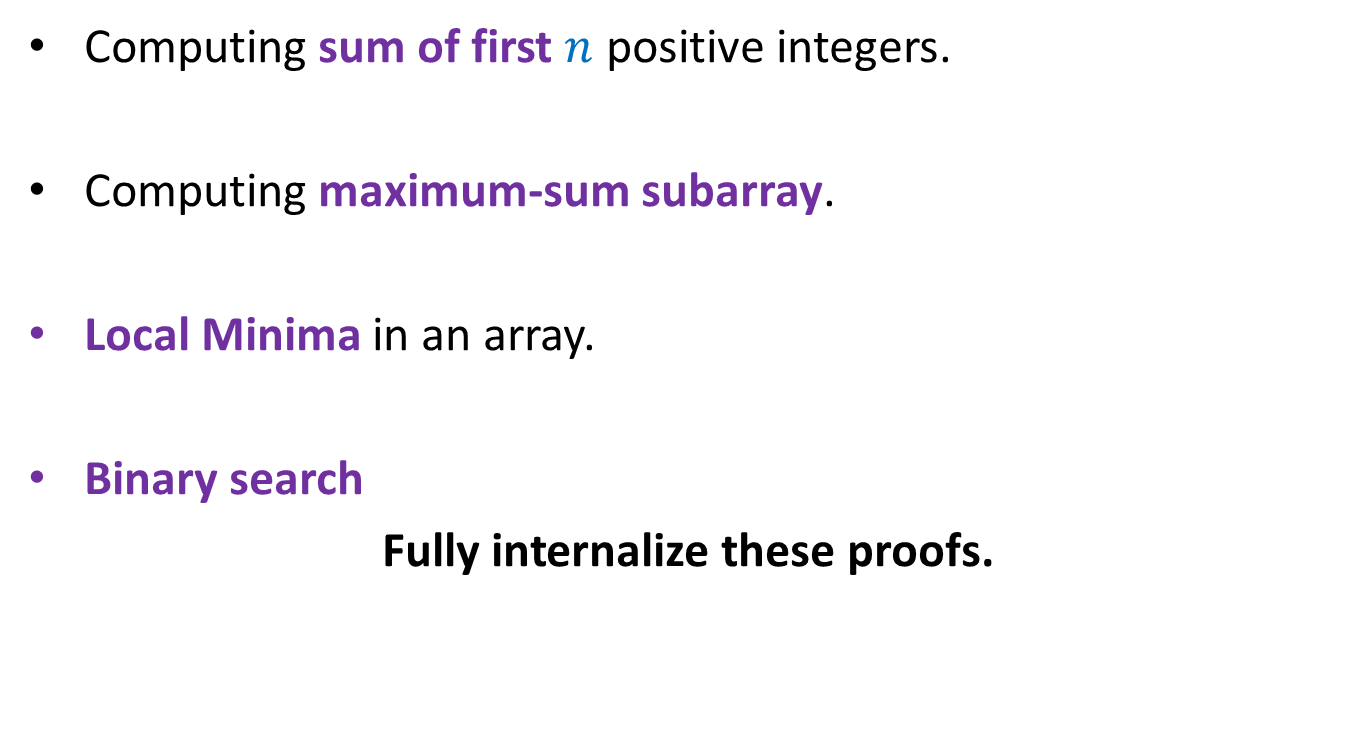 • Computing sum of first n positive integers.
• Computing maximum-sum subarray.
• Local Minima in an array.
• Binary search
Fully internalize these proofs.